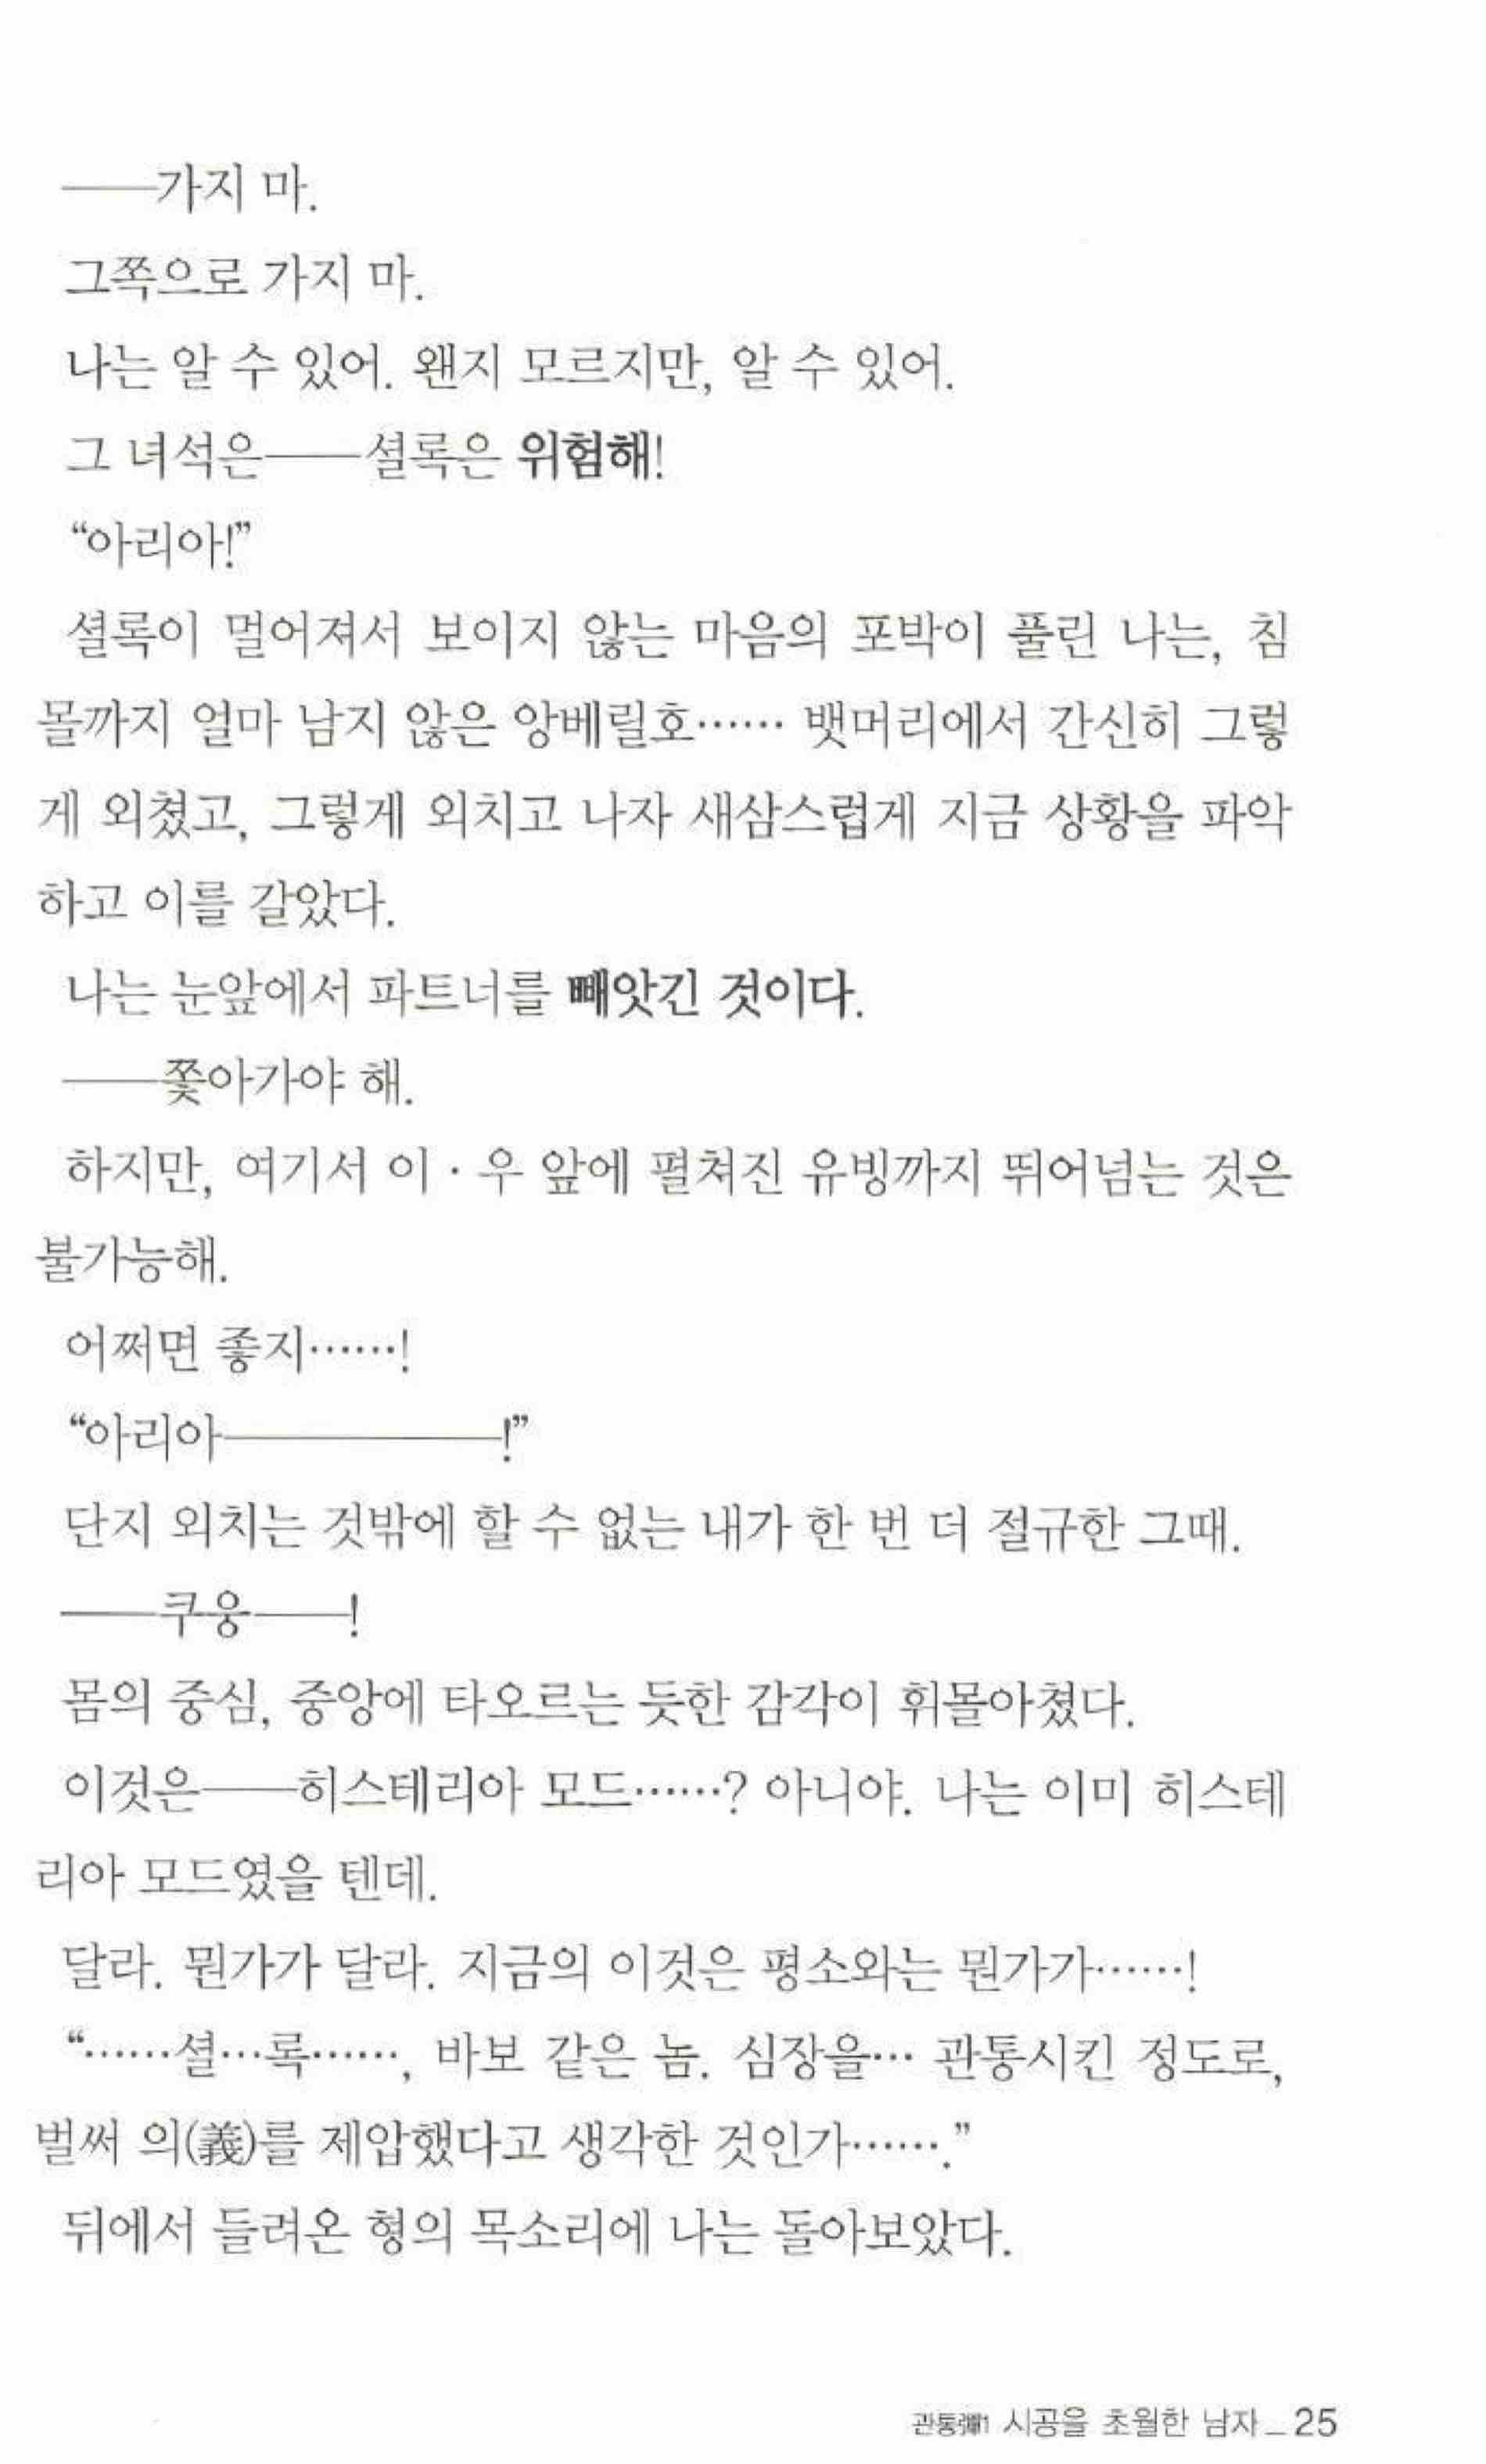 ――가지 마.
그쪽으로 가지 마.
나는 알 수 있어. 왠지 모르지만, 알 수 있어.
그 녀석은――셜록은 위험해!
“아리아!”
셜록이 멀어져서 보이지 않는 마음의 포박이 풀린 나는, 침
몰까지 얼마 남지 않은 앙베릴호…… 뱃머리에서 간신히 그렇
게 외쳤고, 그렇게 외치고 나자 새삼스럽게 지금 상황을 파악
하고 이를 갈았다.
나는 눈앞에서 파트너를 빼앗긴 것이다.
――쫓아가야 해.
하지만, 여기서 이·우 앞에 펼쳐진 유빙까지 뛰어넘는 것은
불가능해.
어쩌면 좋지……!
“아리아――――――!”
단지 외치는 것밖에 할 수 없는 내가 한 번 더 절규한 그때.
――쿠웅――!
몸의 중심, 중앙에 타오르는 듯한 감각이 휘몰아쳤다.
이것은――히스테리아 모드……? 아니야. 나는 이미 히스테
리아 모드였을 텐데.
달라. 뭔가가 달라. 지금의 이것은 평소와는 뭔가가……!
“……셜…록……, 바보 같은 놈. 심장을… 관통시킨 정도로,
벌써 의(義)를 제압했다고 생각한 것인가…….”
뒤에서 들려온 형의 목소리에 나는 돌아보았다.
관통彈1 시공을 초월한 남자_25